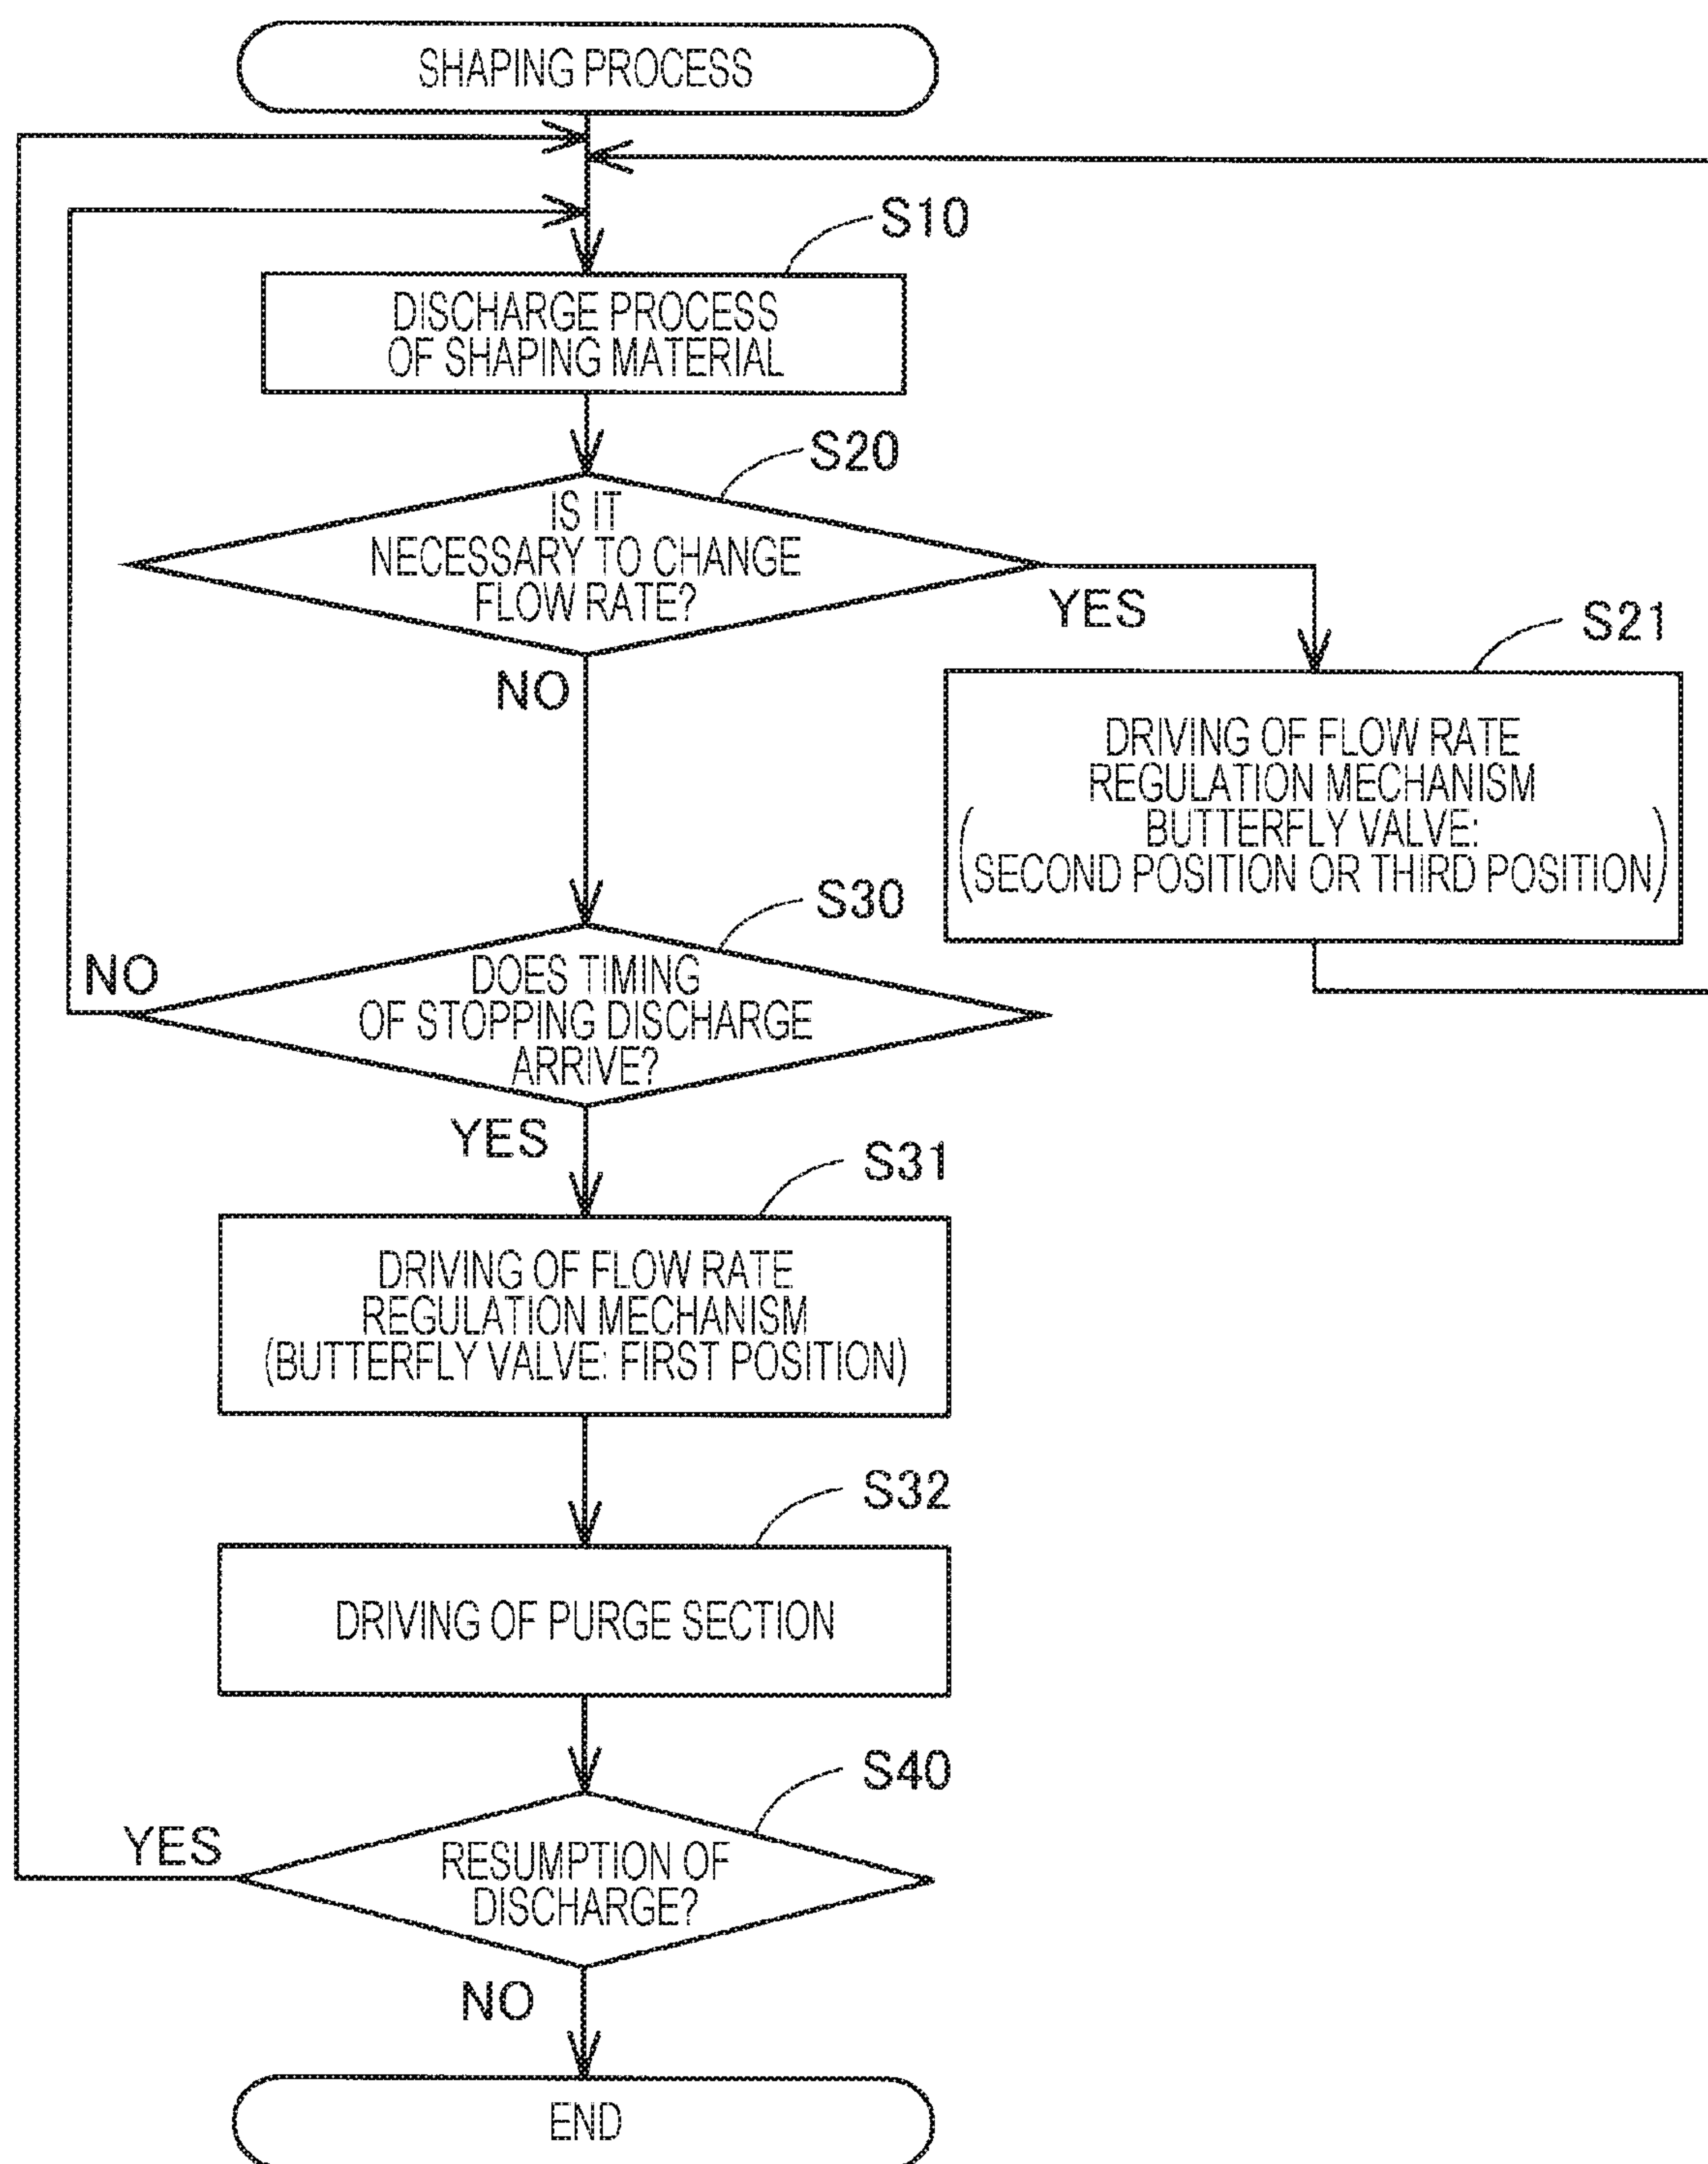 SHAPING PROCESS
S10
DISCHARGE PROCESS
OF SHAPING MATERIAL
S20
IS IT
NECESSARY TO CHANGE
FLOW RATE?
YES
NO
S21
DRIVING OF FLOW RATE
REGULATION MECHANISM
BUTTERFLY VALVE:
(SECOND POSITION OR THIRD POSITION)
S30
NO
DOES TIMING
OF STOPPING DISCHARGE
ARRIVE?
YES
S31
DRIVING OF FLOW RATE
REGULATION MECHANISM
(BUTTERFLY VALVE: FIRST POSITION)
S32
DRIVING OF PURGE SECTION
S40
YES
RESUMPTION OF
DISCHARGE?
NO
END